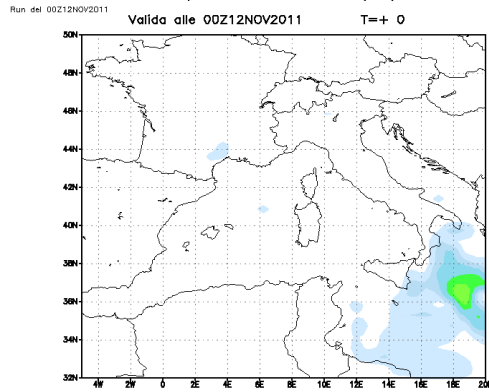 Run del 00Z12NOV2011
Valida alle 00Z12NOV2011 T=+ 0
50N
48N
46N
44N
42N
40N
38N
36N
34N
32N
4W 2W 0 2E 4E 6E 8E 10E 12E 14E 16E 18E 20